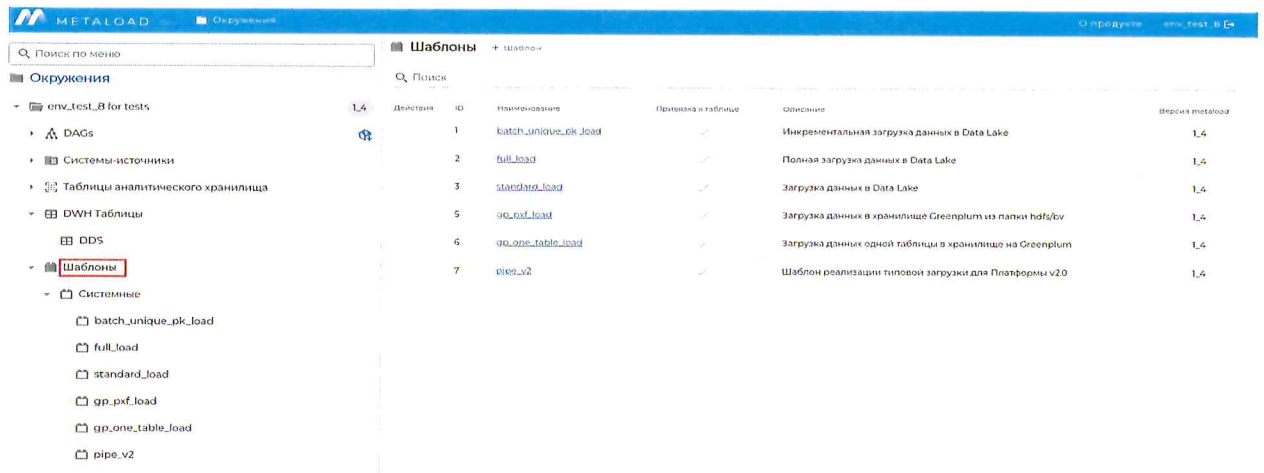 METALOAD Окружения О продукте env_test_8
Поиск по меню
Окружения
env_test_8 for tests 1_4
DAGs
Системы-источники
Таблицы аналитического хранилища
DWH Таблицы
DDS
Шаблоны
Системные
batch_unique_pk_load
full_load
standard_load
gp_pxf_load
gp_one_table_load
pipe_v2
Шаблоны + шаблон
Поиск
Действия ID Наименование Привязка к таблице Описание Версия metaload
1 batch_unique_pk_load Инкрементальная загрузка данных в Data Lake 1_4
2 full_load Полная загрузка данных в Data Lake 1_4
3 standard_load Загрузка данных в Data Lake 1_4
5 gp_pxf_load Загрузка данных в хранилище Greenplum из папки hdfs/bv 1_4
6 gp_one_table_load Загрузка данных одной таблицы в хранилище на Greenplum 1_4
7 pipe_v2 Шаблон реализации типовой загрузки для Платформы v2.0 1_4